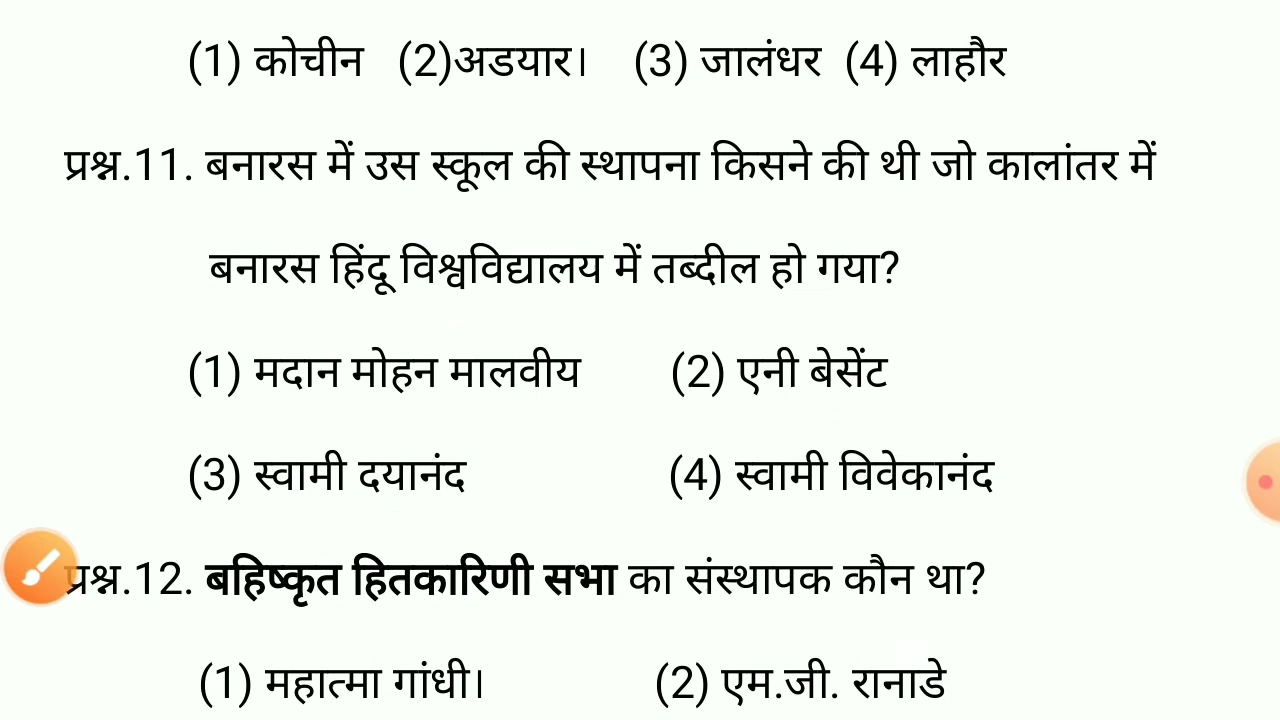 (1) कोचीन (2)अडयार। (3) जालंधर (4) लाहौर
प्रश्न.11. बनारस में उस स्कूल की स्थापना किसने की थी जो कालांतर में
बनारस हिंदू विश्वविद्यालय में तब्दील हो गया?
(1) मदान मोहन मालवीय (2) एनी बेसेंट
(3) स्वामी दयानंद (4) स्वामी विवेकानंद
प्रश्न.12. बहिष्कृत हितकारिणी सभा का संस्थापक कौन था?
(1) महात्मा गांधी। (2) एम.जी. रानाडे